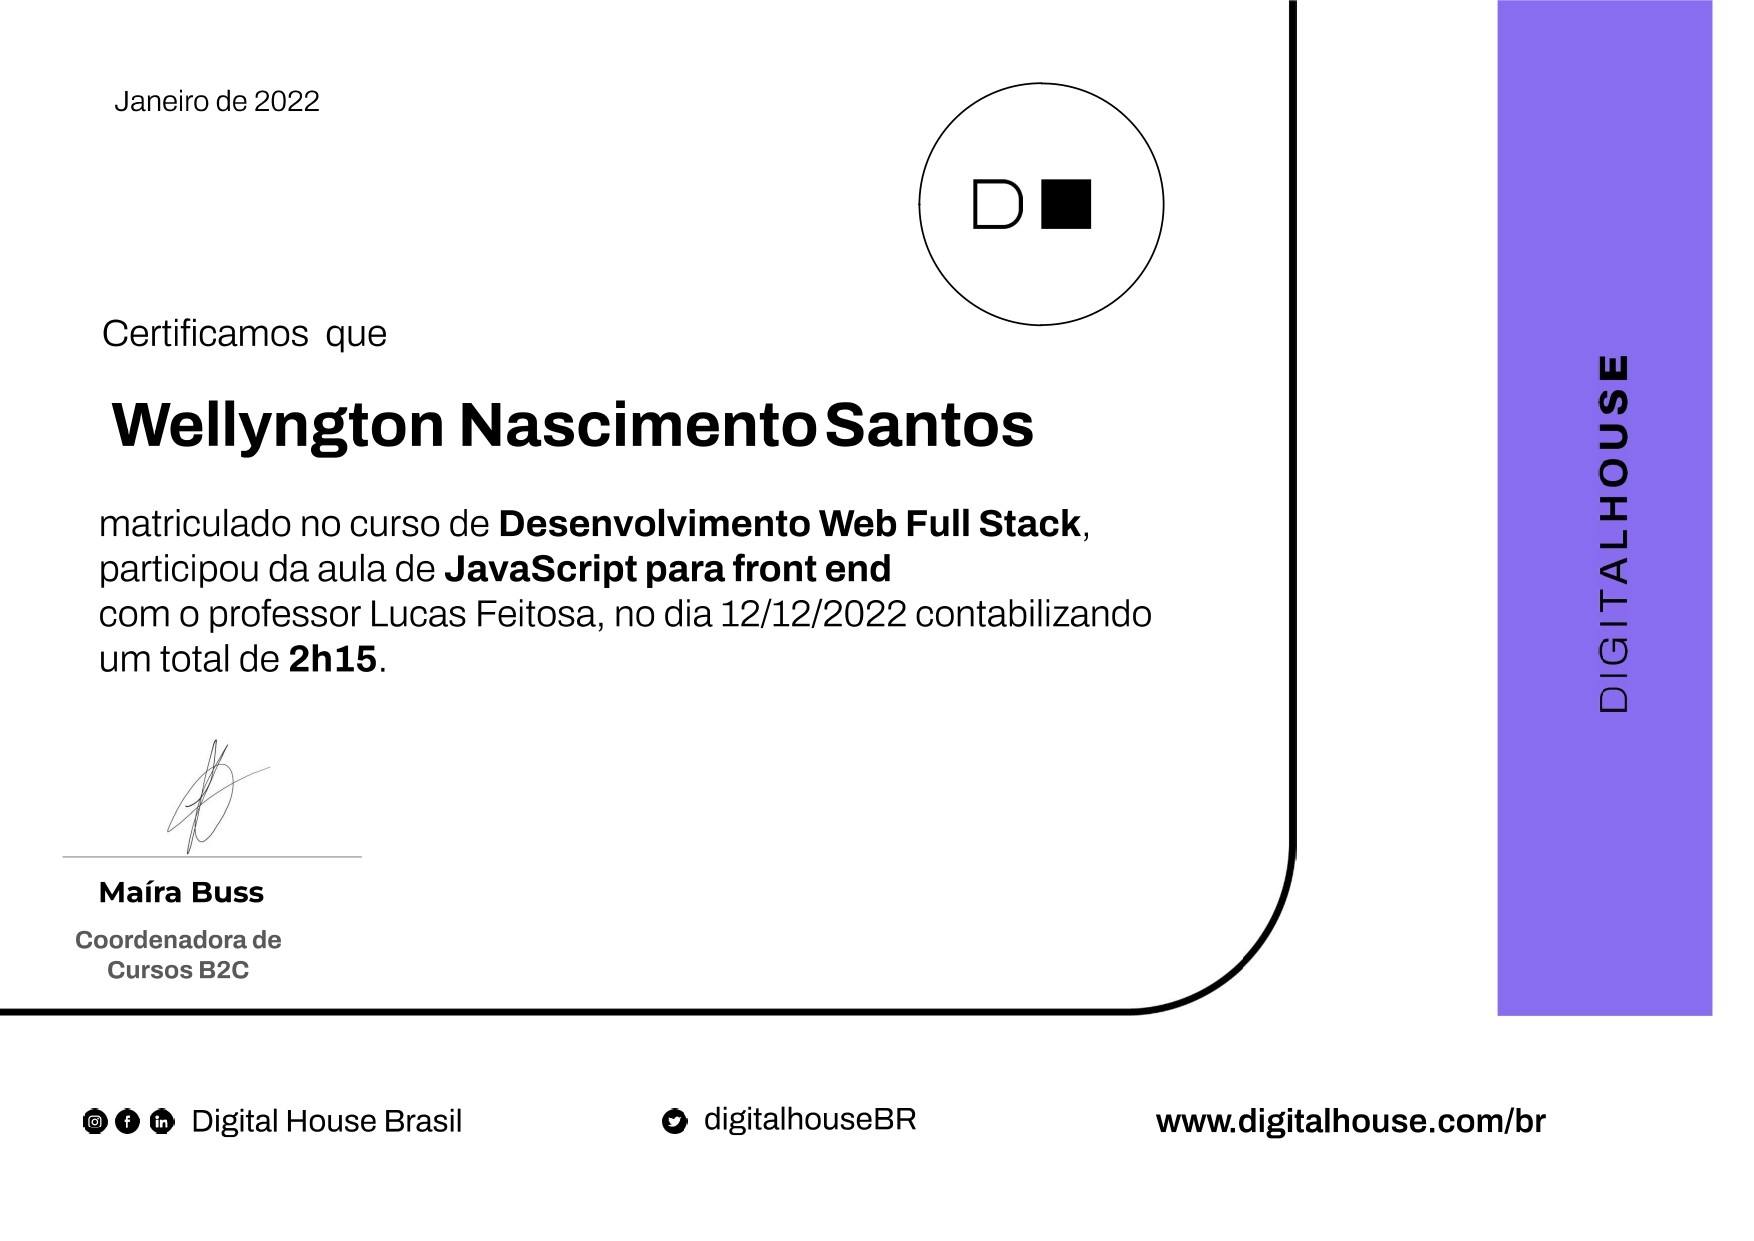 Janeiro de 2022
D
Certificamos que
Wellyngton Nascimento Santos
matriculado no curso de Desenvolvimento Web Full Stack,
participou da aula de JavaScript para front end
com o professor Lucas Feitosa, no dia 12/12/2022 contabilizando
um total de 2h15.
Maíra Buss
Coordenadora de
Cursos B2C
DIGITALHOUSE
Digital House Brasil
digitalhouseBR
www.digitalhouse.com/br